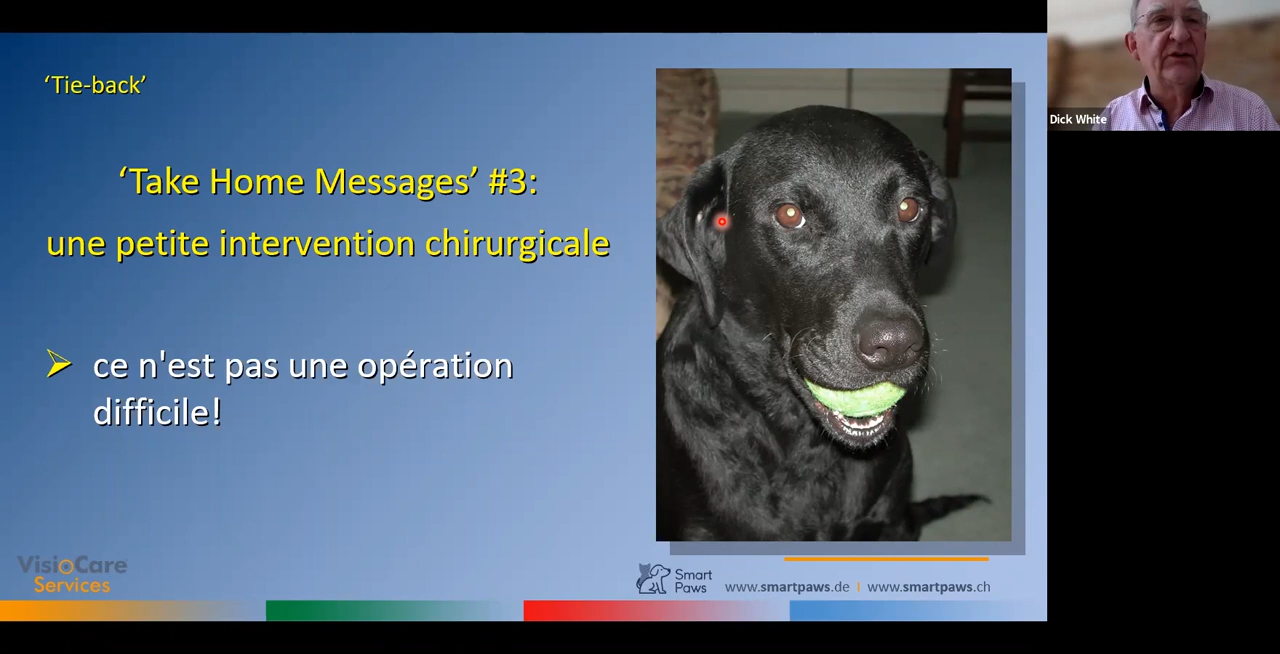 ‘Tie-back’
‘Take Home Messages’ #3:
une petite intervention chirurgicale
ce n'est pas une opération
difficile!
Dick White
VisioCare
Services
Smart
Paws
www.smartpaws.de | www.smartpaws.ch